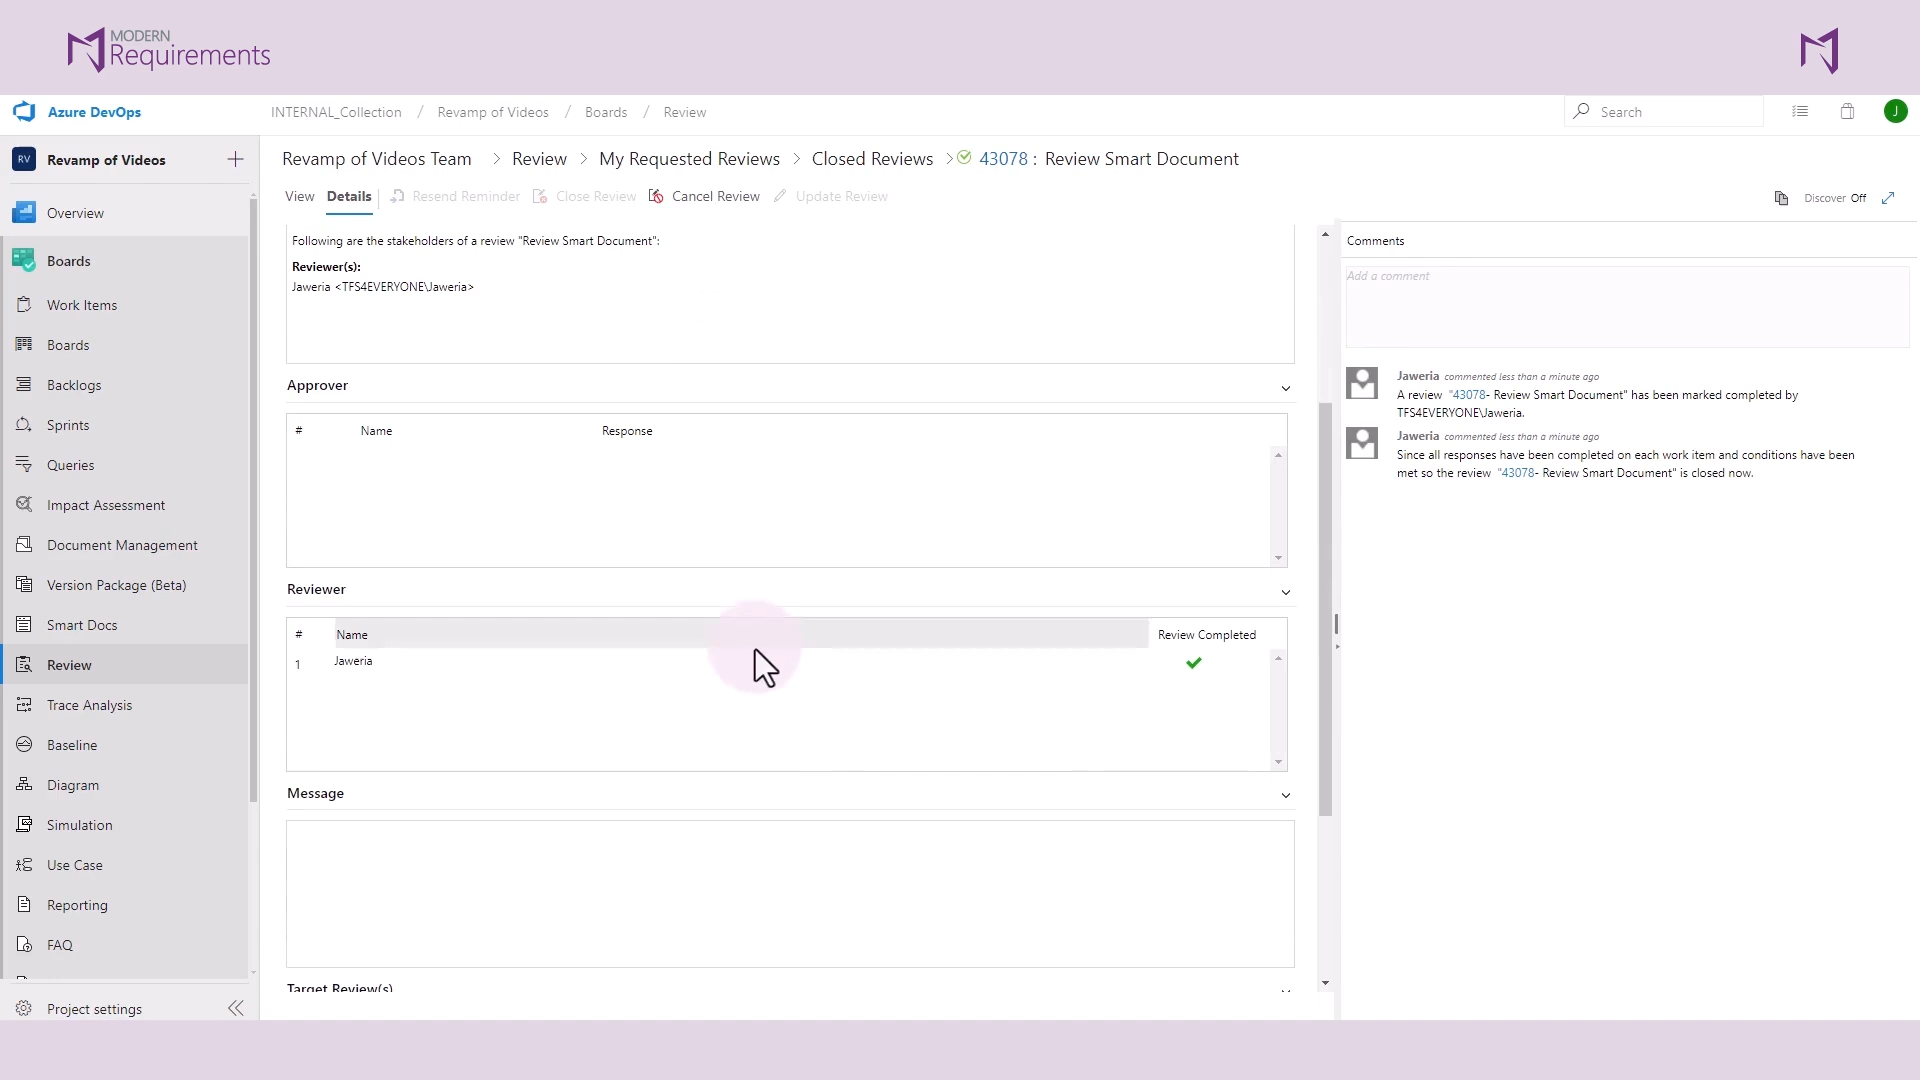 MODERN
Requirements
Azure DevOps
INTERNAL_Collection / Revamp of Videos / Boards / Review
Search
J
RV Revamp of Videos
Revamp of Videos Team > Review > My Requested Reviews > Closed Reviews > 43078 : Review Smart Document
View Details Resend Reminder Close Review Cancel Review Update Review
Discover Off
Overview
Boards
Work Items
Boards
Backlogs
Sprints
Queries
Impact Assessment
Document Management
Version Package (Beta)
Smart Docs
Review
Trace Analysis
Baseline
Diagram
Simulation
Use Case
Reporting
FAQ
Project settings
Following are the stakeholders of a review "Review Smart Document":
Reviewer(s):
Jaweria <TFS4EVERYONE\Jaweria>
Approver
# Name Response
Reviewer
# Name Review Completed
1 Jaweria
Message
Target Review(s)
Comments
Add a comment
Jaweria commented less than a minute ago
A review "43078- Review Smart Document" has been marked completed by
TFS4EVERYONE\Jaweria.
Jaweria commented less than a minute ago
Since all responses have been completed on each work item and conditions have been
met so the review "43078- Review Smart Document" is closed now.